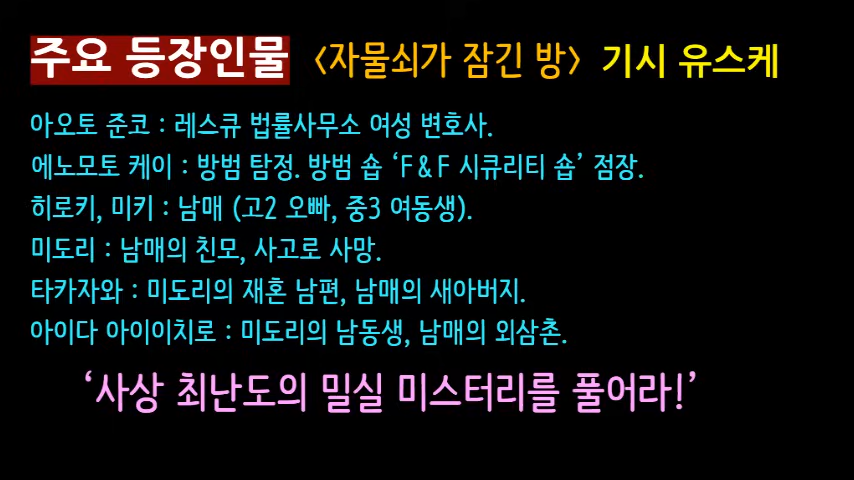 주요 등장인물 〈자물쇠가 잠긴 방〉 기시 유스케
아오토 준코 : 레스큐 법률사무소 여성 변호사.
에노모토 케이 : 방범 탐정. 방범 숍 ‘F&F 시큐리티 숍’ 점장.
히로키, 미키 : 남매 (고2 오빠, 중3 여동생).
미도리 : 남매의 친모, 사고로 사망.
타카자와 : 미도리의 재혼 남편, 남매의 새아버지.
아이다 아이이치로 : 미도리의 남동생, 남매의 외삼촌.
‘사상 최난도의 밀실 미스터리를 풀어라!’